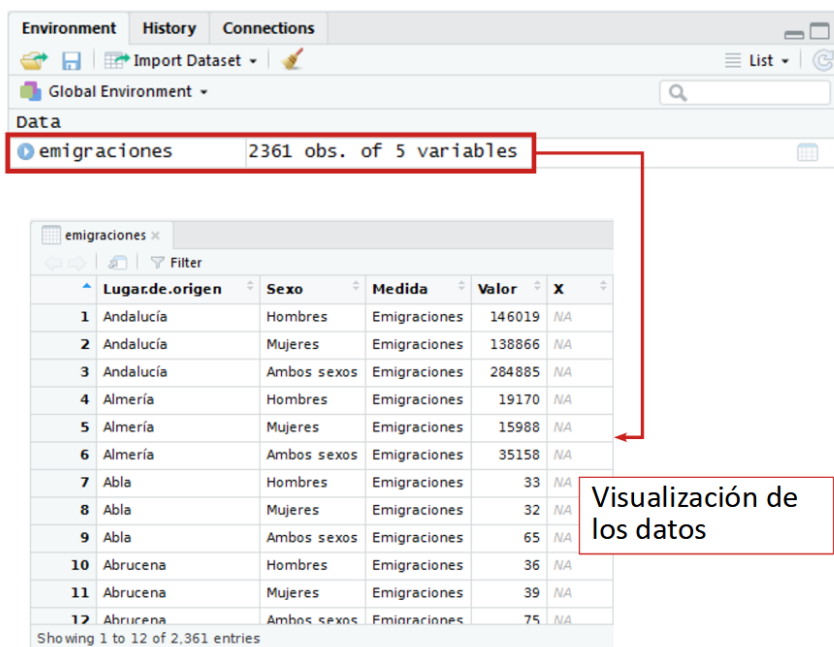 Environment History Connections
Import Dataset List
Global Environment
Data
emigraciones 2361 obs. of 5 variables
emigraciones
Filter
Lugar.de.origen Sexo Medida Valor X
1 Andalucía Hombres Emigraciones 146019 NA
2 Andalucía Mujeres Emigraciones 138866 NA
3 Andalucía Ambos sexos Emigraciones 284885 NA
4 Almería Hombres Emigraciones 19170 NA
5 Almería Mujeres Emigraciones 15988 NA
6 Almería Ambos sexos Emigraciones 35158 NA
7 Abla Hombres Emigraciones 33 NA
8 Abla Mujeres Emigraciones 32 NA
9 Abla Ambos sexos Emigraciones 65 NA
10 Abrucena Hombres Emigraciones 36 NA
11 Abrucena Mujeres Emigraciones 39 NA
12 Abrucena Ambos sexos Emigraciones 75 NA
Showing 1 to 12 of 2,361 entries
Visualización de
los datos